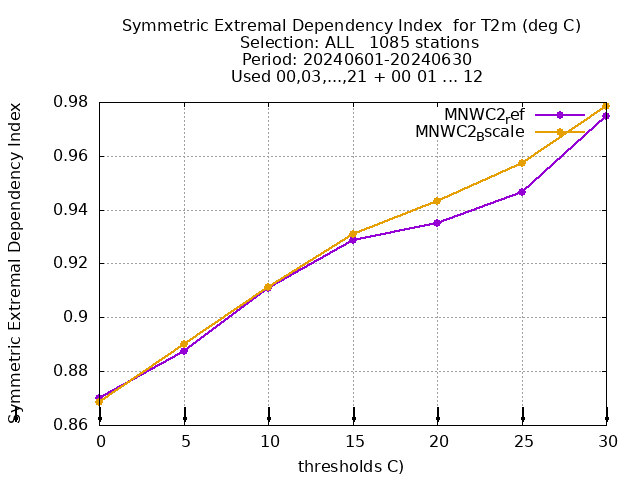 Symmetric Extremal Dependency Index  for T2m (deg C)
Selection: ALL   1085 stations
Period: 20240601-20240630
Used 00,03,...,21 + 00 01 ... 12
Symmetric Extremal Dependency Index
0.98
0.96
0.94
0.92
0.9
0.88
0.86
MNWC2ref
MNWC2Bscale
0 5 10 15 20 25 30
thresholds C)